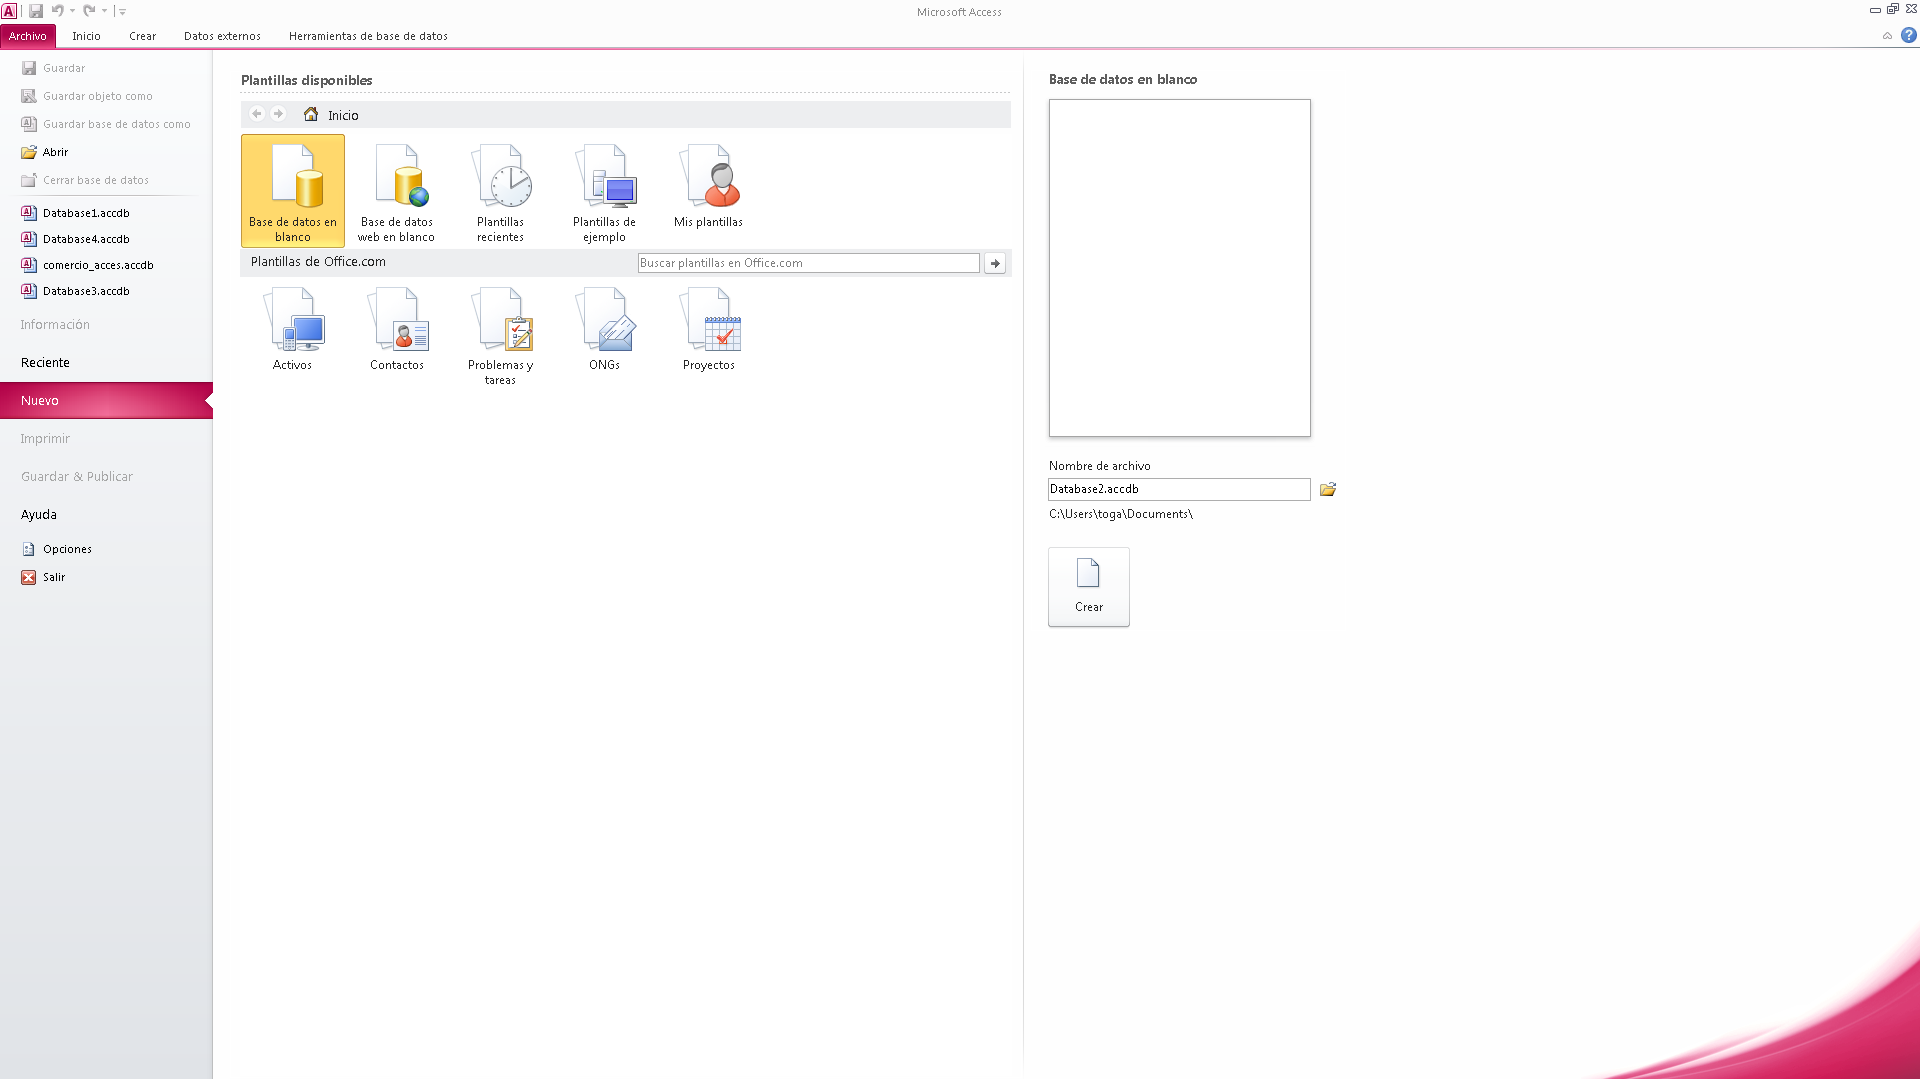 Microsoft Access
Archivo
Inicio
Crear
Datos externos
Herramientas de base de datos
Guardar
Guardar objeto como
Guardar base de datos como
Abrir
Cerrar base de datos
Database1.accdb
Database4.accdb
comercio_acces.accdb
Database3.accdb
Información
Reciente
Nuevo
Imprimir
Guardar & Publicar
Ayuda
Opciones
Salir
Plantillas disponibles
Inicio
Base de datos en
blanco
Base de datos
web en blanco
Plantillas
recientes
Plantillas de
ejemplo
Mis plantillas
Plantillas de Office.com
Buscar plantillas en Office.com
Activos
Contactos
Problemas y
tareas
ONGs
Proyectos
Base de datos en blanco
Nombre de archivo
Database2.accdb
C:\Users\toga\Documents\
Crear